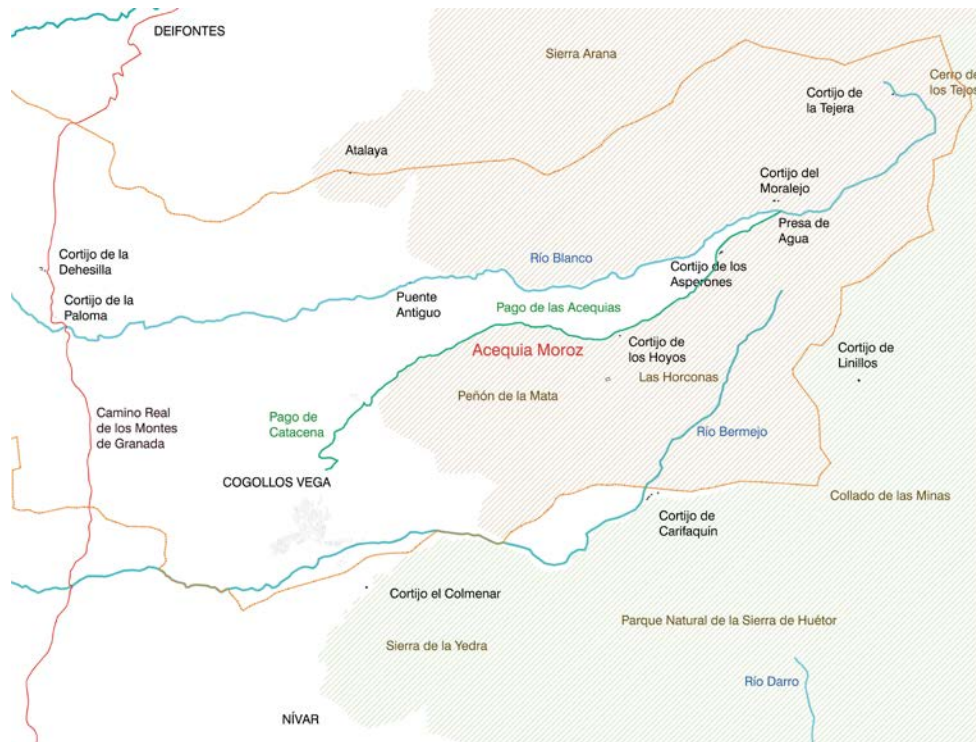 DEIFONTES
Sierra Arana
Cerro de
los Tejos
Cortijo de
la Tejera
Atalaya
Cortijo del
Moralejo
Presa de
Agua
Cortijo de la
Dehesilla
Río Blanco
Cortijo de los
Asperones
Cortijo de la
Paloma
Puente
Antiguo
Pago de las Acequias
Acequia Moroz
Cortijo de
los Hoyos
Cortijo de
Linillos
Las Horconas
Peñón de la Mata
Camino Real
de los Montes
de Granada
Pago de
Catacena
Río Bermejo
COGOLLOS VEGA
Collado de las Minas
Cortijo de
Carifaquín
Cortijo el Colmenar
Parque Natural de la Sierra de Huétor
Sierra de la Yedra
Río Darro
NÍVAR